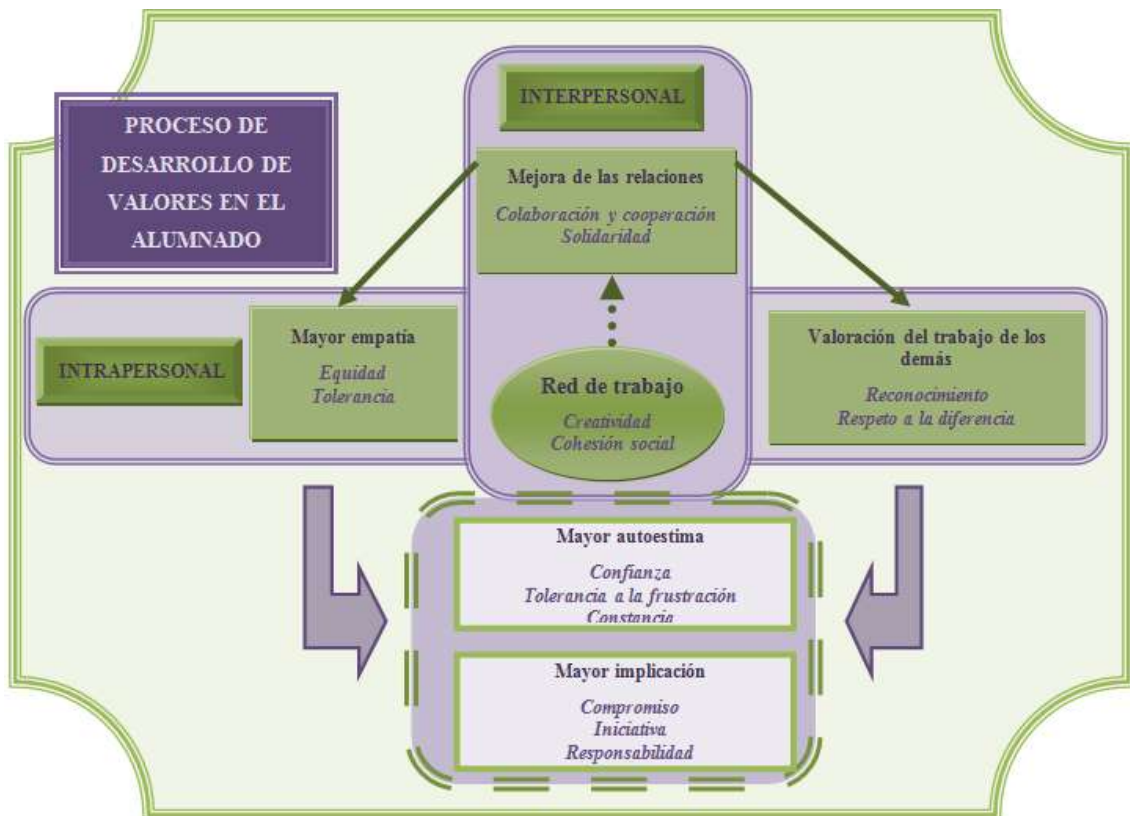 PROCESO DE
DESARROLLO DE
VALORES EN EL
ALUMNADO
INTERPERSONAL
Mejora de las relaciones
Colaboración y cooperación
Solidaridad
INTRAPERSONAL
Mayor empatía
Equidad
Tolerancia
Red de trabajo
Creatividad
Cohesión social
Valoración del trabajo de los
demás
Reconocimiento
Respeto a la diferencia
Mayor autoestima
Confianza
Tolerancia a la frustración
Constancia
Mayor implicación
Compromiso
Iniciativa
Responsabilidad